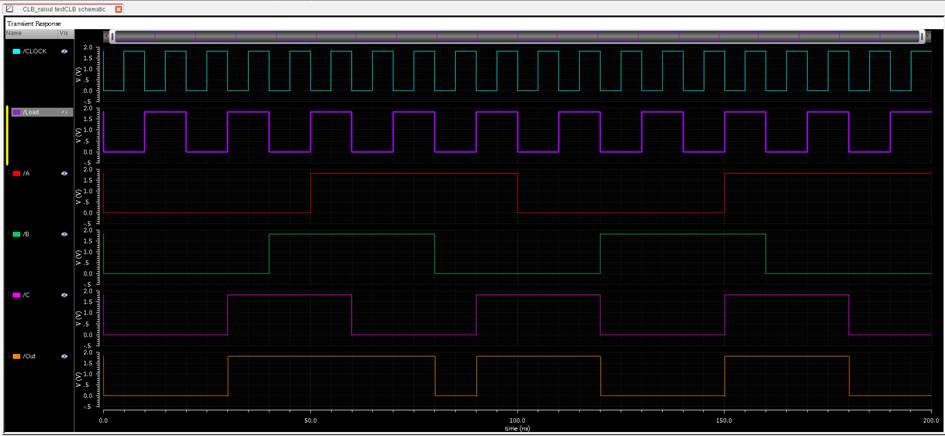 CLB_raisul testCLB schematic
Transient Response
Name Vis
/CLOCK
V (V) 2.0 1.5 1.0 .5 0.0 -.5
/Load
V (V) 2.0 1.5 1.0 .5 0.0 -.5
/A
V (V) 2.0 1.5 1.0 .5 0.0 -.5
/B
V (V) 2.0 1.5 1.0 .5 0.0 -.5
/C
V (V) 2.0 1.5 1.0 .5 0.0 -.5
/Out
V (V) 2.0 1.5 1.0 .5 0.0 -.5
0.0 50.0 100.0 150.0 200.0
time (ns)